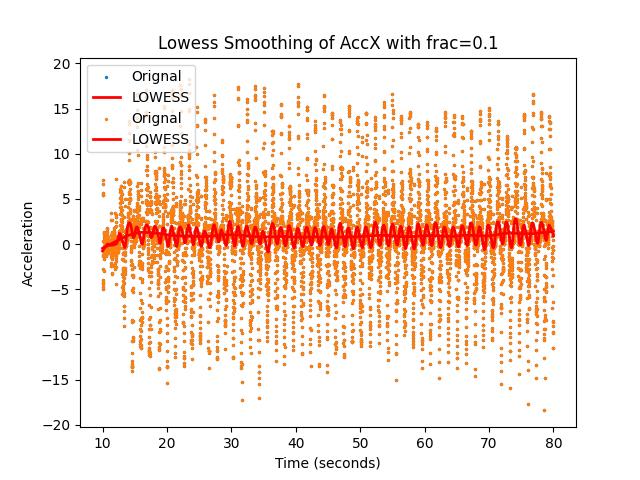 Lowess Smoothing of AccX with frac=0.1
Orignal
LOWESS
Orignal
LOWESS
20
15
10
5
0
−5
−10
−15
−20
Acceleration
10 20 30 40 50 60 70 80
Time (seconds)